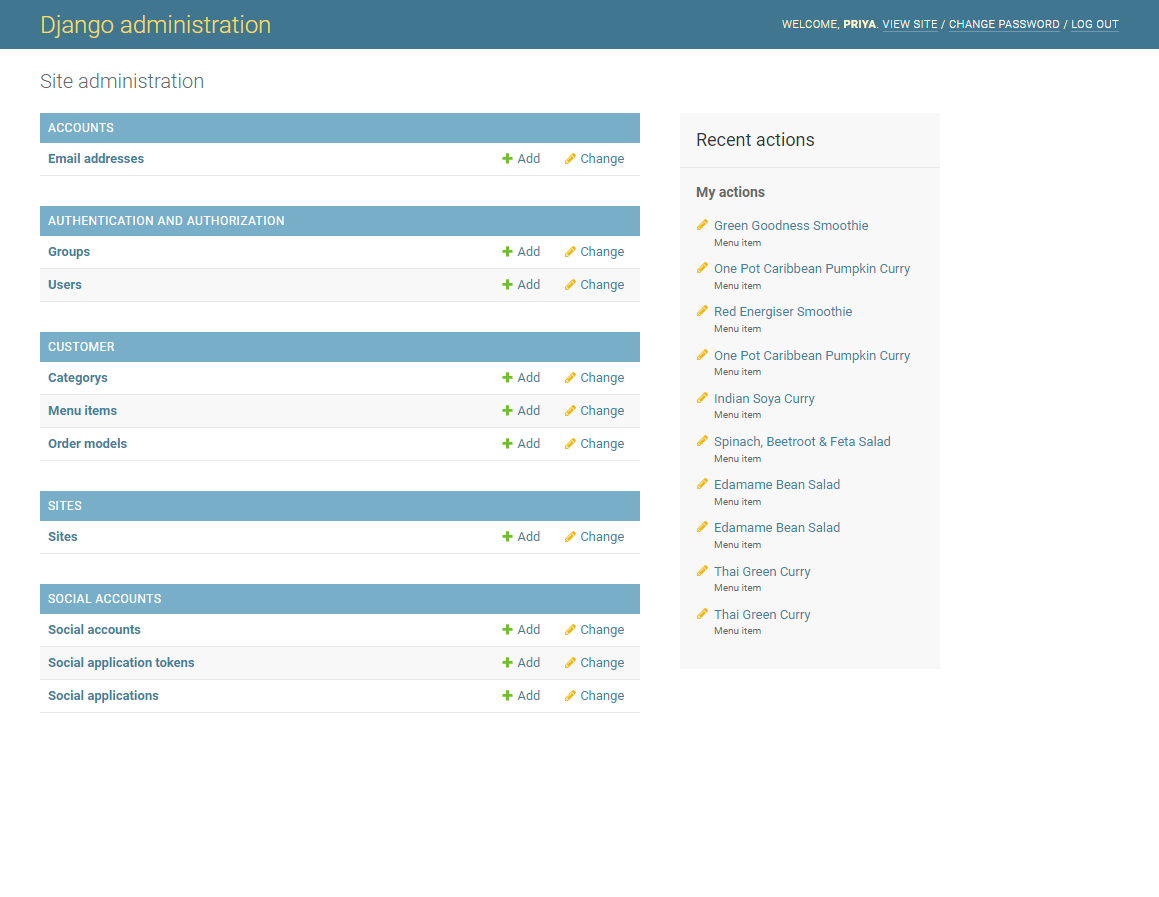 Django administration
WELCOME, PRIYA. VIEW SITE / CHANGE PASSWORD / LOG OUT
Site administration
ACCOUNTS
Email addresses Add Change
AUTHENTICATION AND AUTHORIZATION
Groups Add Change
Users Add Change
CUSTOMER
Categorys Add Change
Menu items Add Change
Order models Add Change
SITES
Sites Add Change
SOCIAL ACCOUNTS
Social accounts Add Change
Social application tokens Add Change
Social applications Add Change
Recent actions
My actions
Green Goodness Smoothie
Menu item
One Pot Caribbean Pumpkin Curry
Menu item
Red Energiser Smoothie
Menu item
One Pot Caribbean Pumpkin Curry
Menu item
Indian Soya Curry
Menu item
Spinach, Beetroot & Feta Salad
Menu item
Edamame Bean Salad
Menu item
Edamame Bean Salad
Menu item
Thai Green Curry
Menu item
Thai Green Curry
Menu item